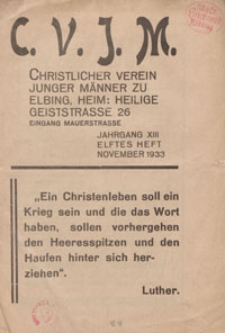 C. V. J. M.
CHRISTLICHER VEREIN
JUNGER MÄNNER ZU
ELBING, HEIM: HEILIGE
GEISTSTRASSE 26
EINGANG MAUERSTRASSE
JAHRGANG XIII
ELFTES HEFT
NOVEMBER 1933
„Ein Christenleben soll ein
Krieg sein und die das Wort
haben, sollen vorhergehen
den Heeresspitzen und den
Haufen hinter sich her-
ziehen“.
Luther.